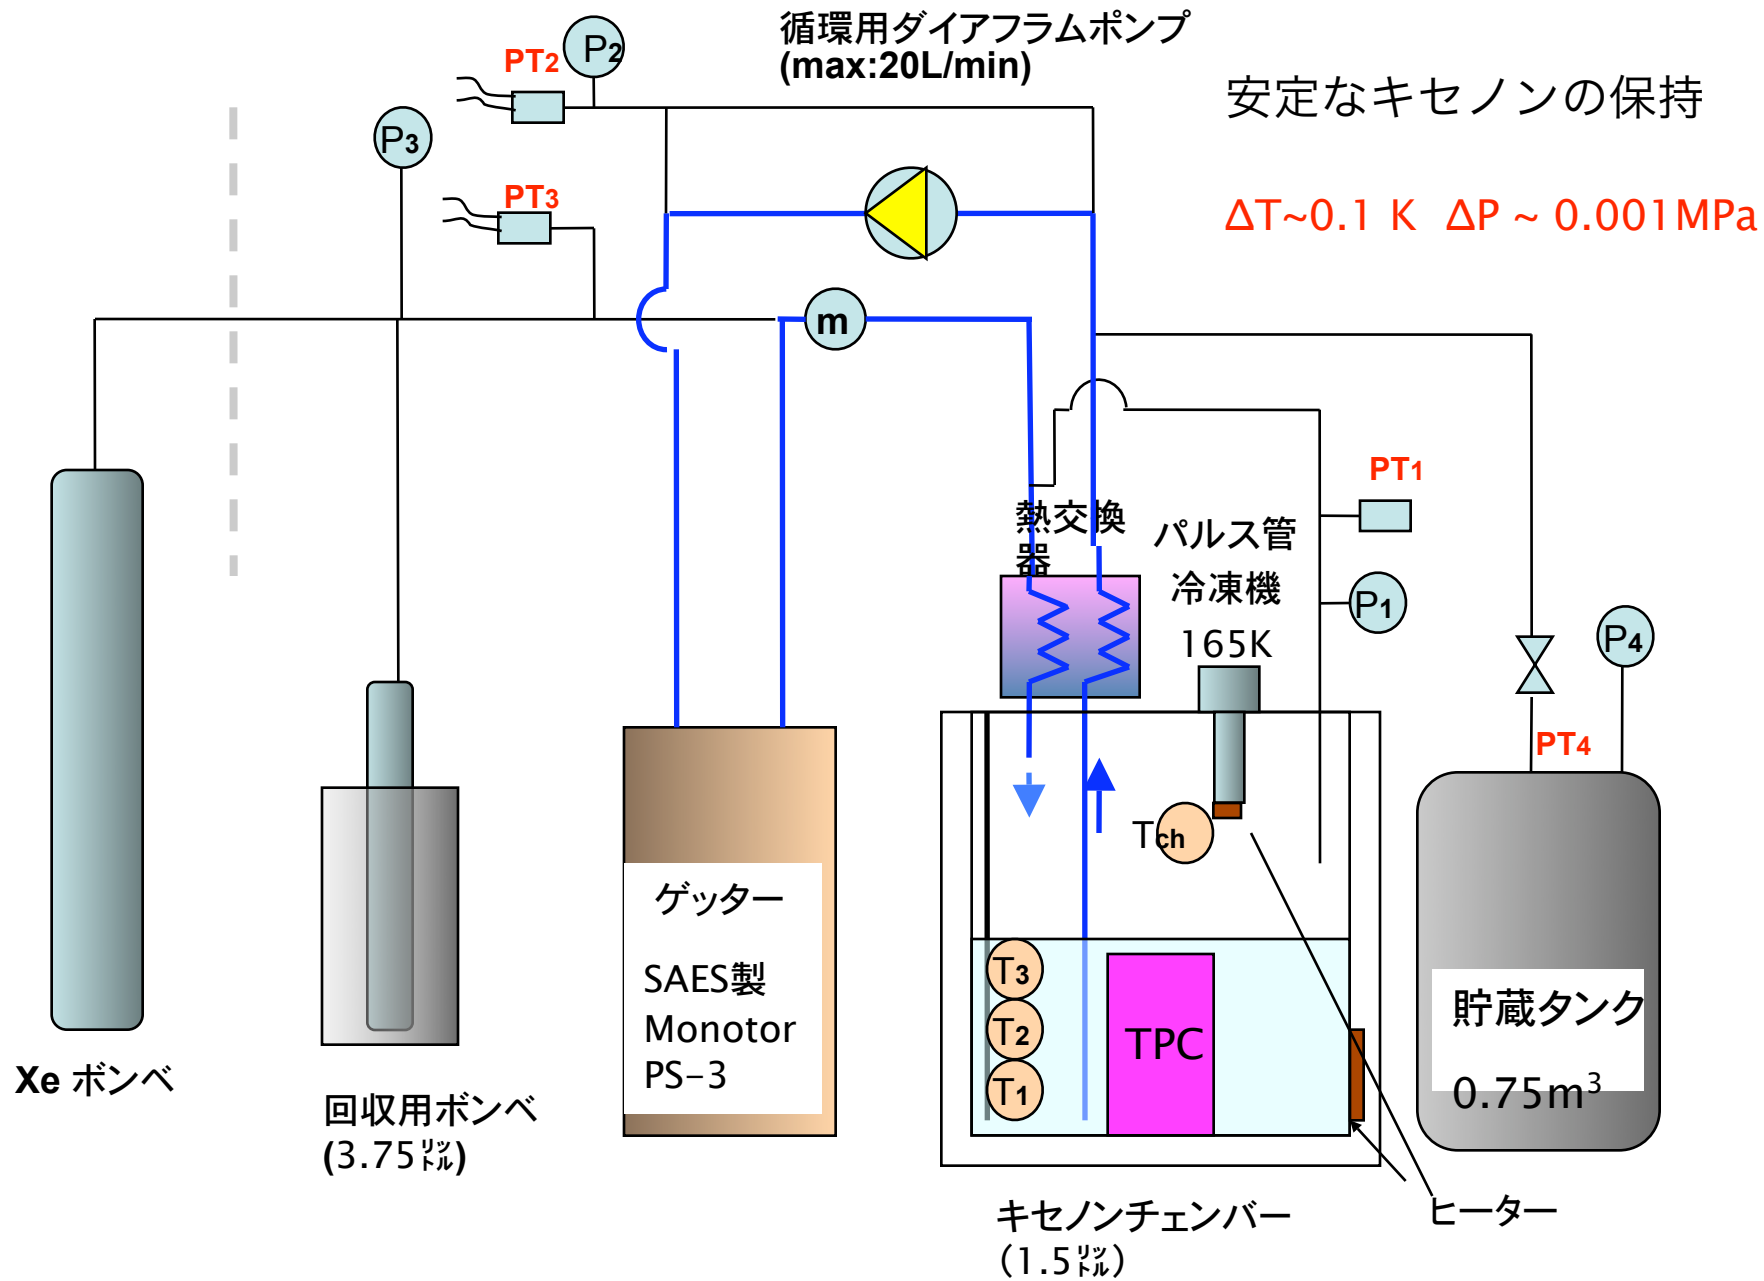 循環用ダイアフラムポンプ
(max:20L/min)
安定なキセノンの保持
ΔT~0.1 K ΔP ~ 0.001MPa
PT2
P2
P3
PT3
m
PT1
P1
熱交換
器
パルス管
冷凍機
165K
P4
PT4
Tch
ゲッター
SAES製
Monotor
PS-3
T3
T2
T1
TPC
貯蔵タンク
0.75m³
Xe ボンベ
回収用ボンベ
(3.75㍑)
キセノンチェンバー
(1.5㍑)
ヒーター